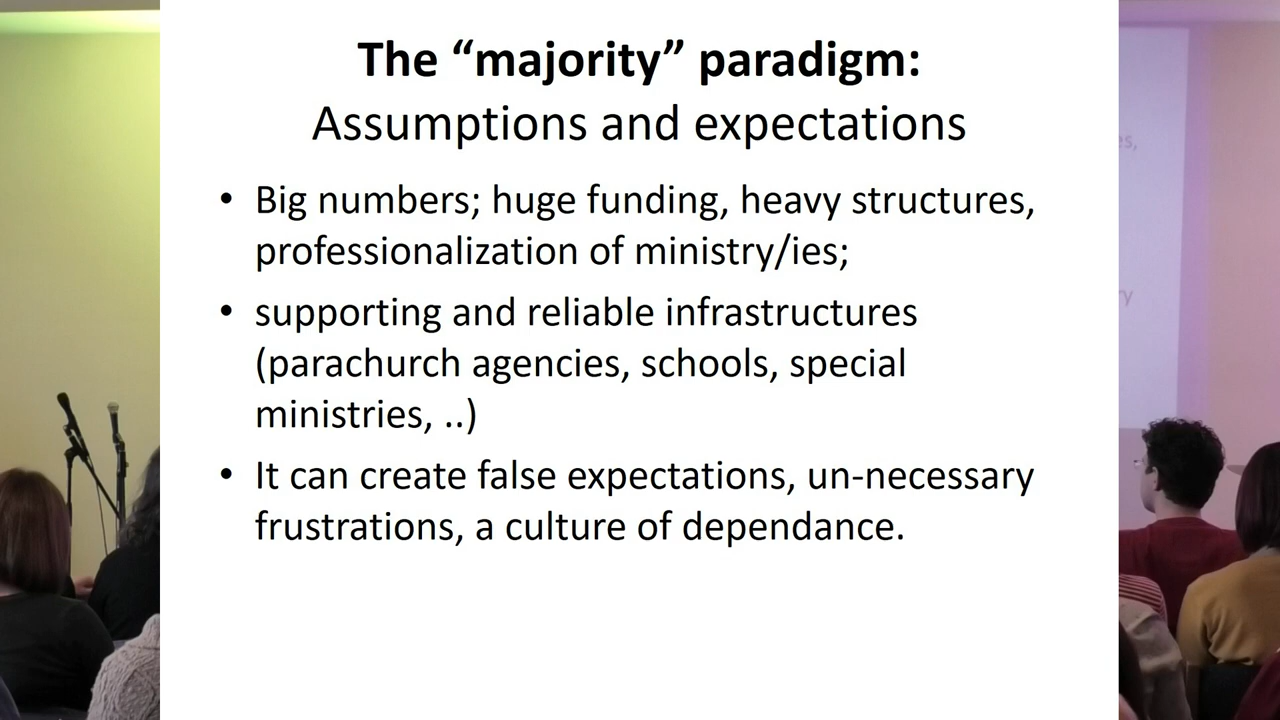 The “majority” paradigm:
Assumptions and expectations
• Big numbers; huge funding, heavy structures,
professionalization of ministry/ies;
• supporting and reliable infrastructures
(parachurch agencies, schools, special
ministries, ..)
• It can create false expectations, un-necessary
frustrations, a culture of dependance.